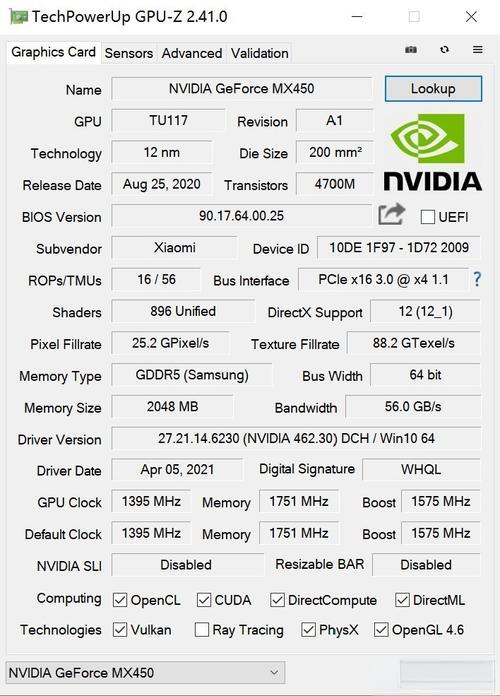 TechPowerUp GPU-Z 2.41.0
Graphics Card Sensors Advanced Validation
Name NVIDIA GeForce MX450 Lookup
GPU TU117 Revision A1
Technology 12 nm Die Size 200 mm²
NVIDIA
Release Date Aug 25, 2020 Transistors 4700M
BIOS Version 90.17.64.00.25 UEFI
Subvendor Xiaomi Device ID 10DE 1F97 - 1D72 2009
ROPs/TMUs 16 / 56 Bus Interface PCIe x16 3.0 @ x4 1.1 ?
Shaders 896 Unified DirectX Support 12 (12_1)
Pixel Fillrate 25.2 GPixel/s Texture Fillrate 88.2 GTexel/s
Memory Type GDDR5 (Samsung) Bus Width 64 bit
Memory Size 2048 MB Bandwidth 56.0 GB/s
Driver Version 27.21.14.6230 (NVIDIA 462.30) DCH / Win10 64
Driver Date Apr 05, 2021 Digital Signature WHQL
GPU Clock 1395 MHz Memory 1751 MHz Boost 1575 MHz
Default Clock 1395 MHz Memory 1751 MHz Boost 1575 MHz
NVIDIA SLI Disabled Resizable BAR Disabled
Computing OpenCL CUDA DirectCompute DirectML
Technologies Vulkan Ray Tracing PhysX OpenGL 4.6
NVIDIA GeForce MX450